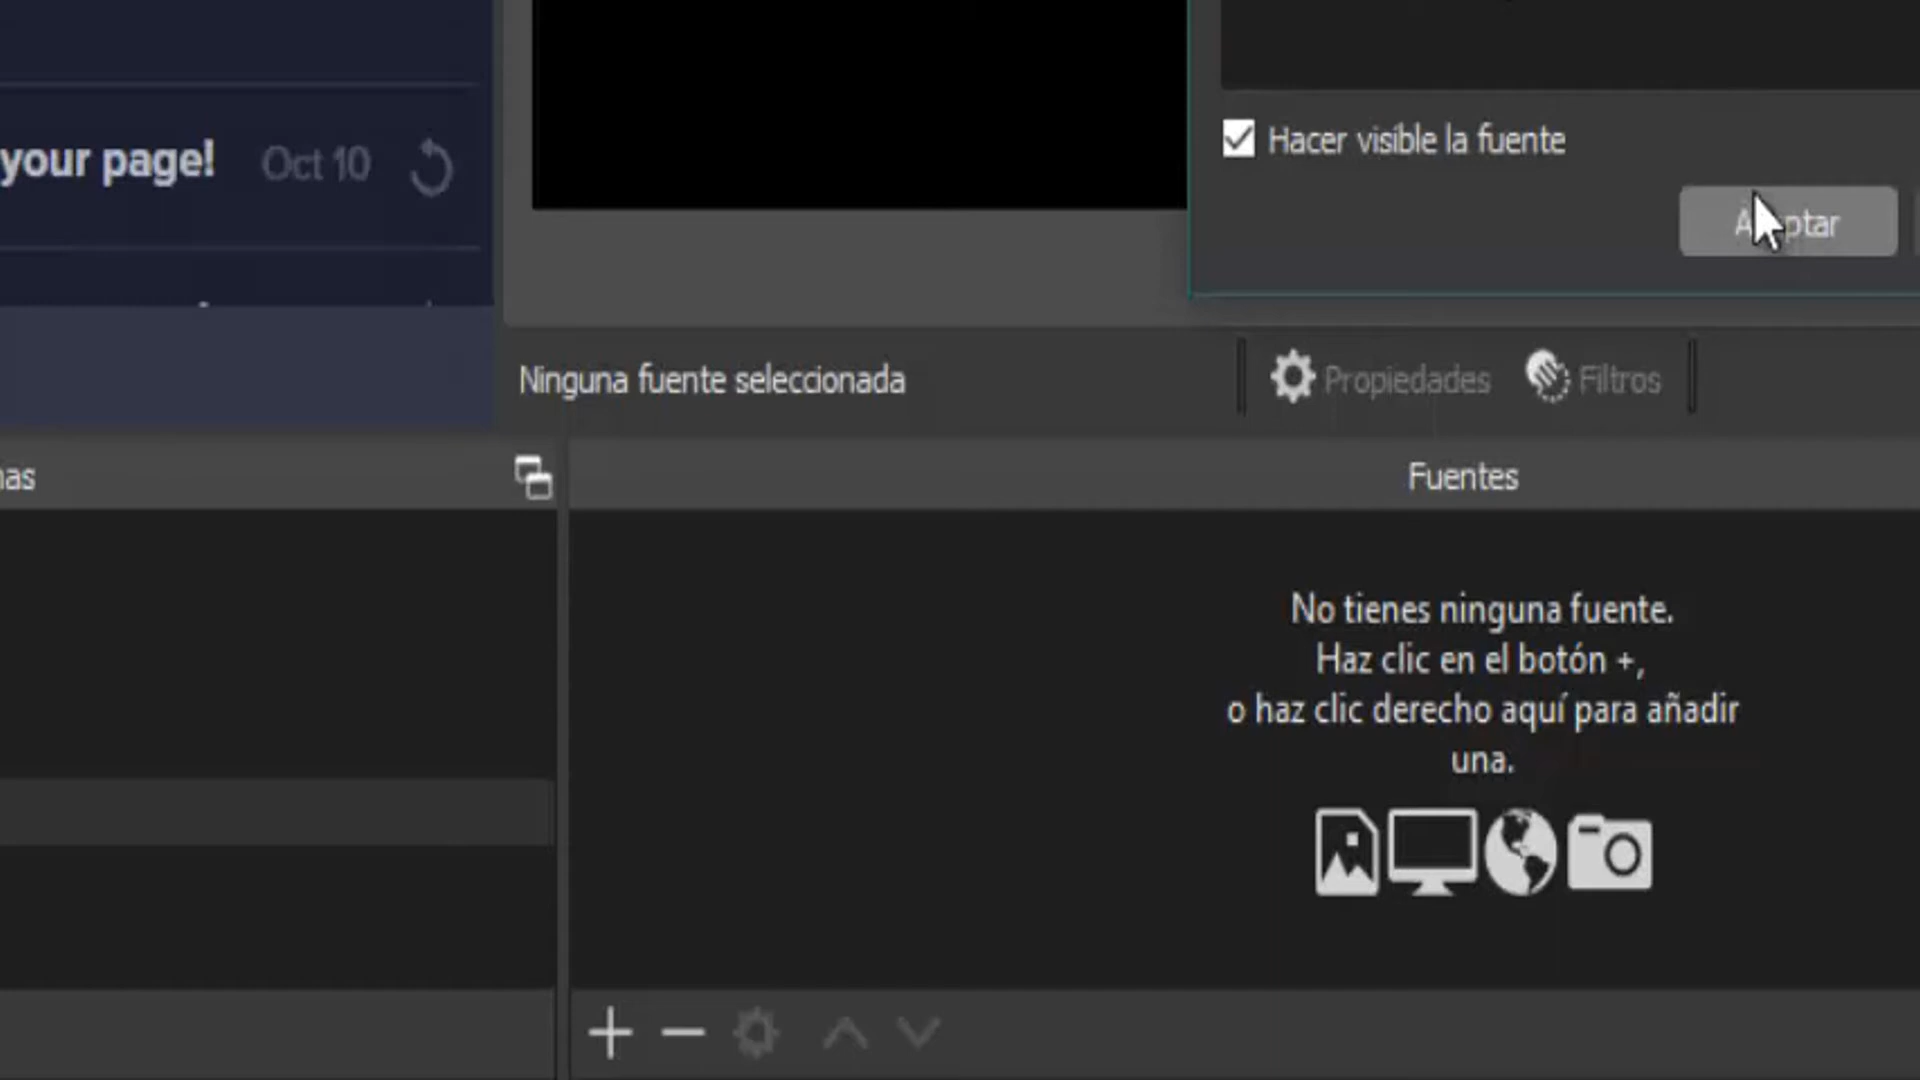 your page! Oct 10
Hacer visible la fuente
Aceptar
Ninguna fuente seleccionada
Propiedades
Filtros
Fuentes
No tienes ninguna fuente.
Haz clic en el botón +,
o haz clic derecho aquí para añadir
una.